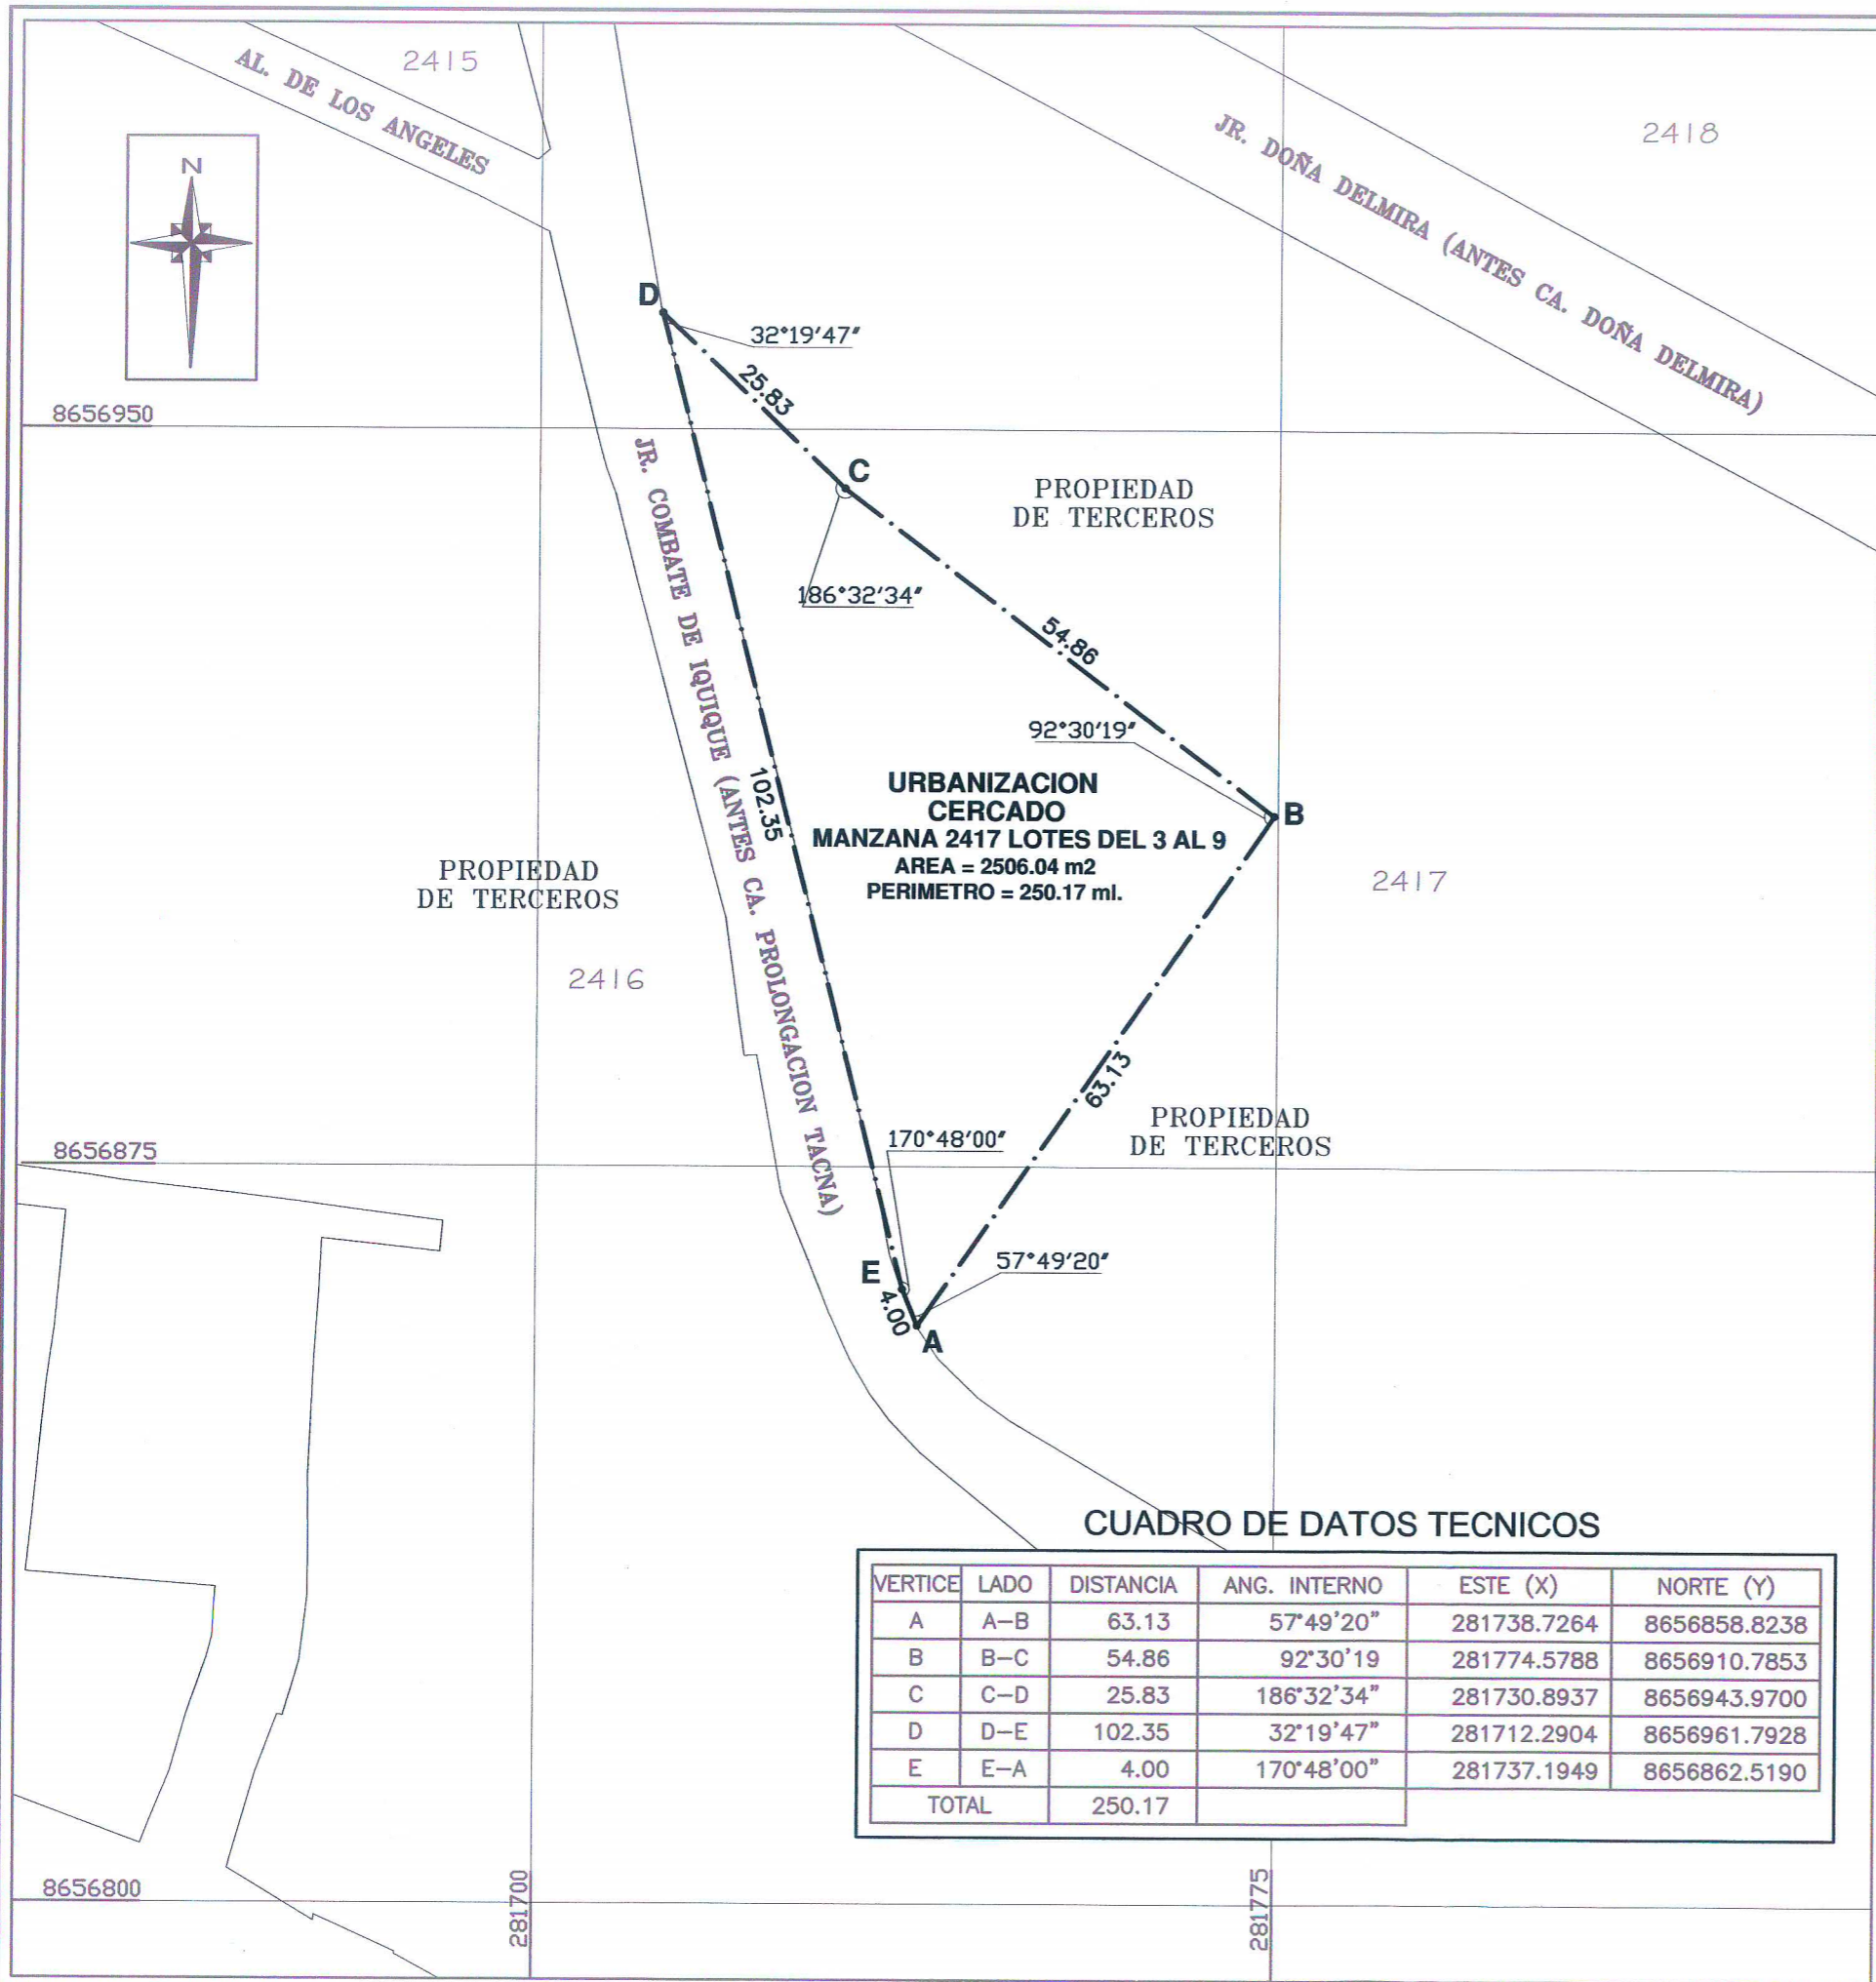 2415
AL. DE LOS ANGELES
2418
JR. DOÑA DELMIRA (ANTES CA. DOÑA DELMIRA)
N
D
32°19'47"
25.83
8656950
C
PROPIEDAD
DE TERCEROS
JR. COMBATE DE IQUIQUE (ANTES CA. PROLONGACION TACNA)
186°32'34"
54.86
92°30'19"
102.35
URBANIZACION
CERCADO
MANZANA 2417 LOTES DEL 3 AL 9
AREA = 2506.04 m2
PERIMETRO = 250.17 ml.
B
PROPIEDAD
DE TERCEROS
2417
2416
63.13
PROPIEDAD
DE TERCEROS
170°48'00"
8656875
57°49'20"
E
4.00
A
CUADRO DE DATOS TECNICOS
VERTICE LADO DISTANCIA ANG. INTERNO ESTE (X) NORTE (Y)
A A-B 63.13 57°49'20" 281738.7264 8656858.8238
B B-C 54.86 92°30'19 281774.5788 8656910.7853
C C-D 25.83 186°32'34" 281730.8937 8656943.9700
D D-E 102.35 32°19'47" 281712.2904 8656961.7928
E E-A 4.00 170°48'00" 281737.1949 8656862.5190
TOTAL 250.17
8656800
281700
281775